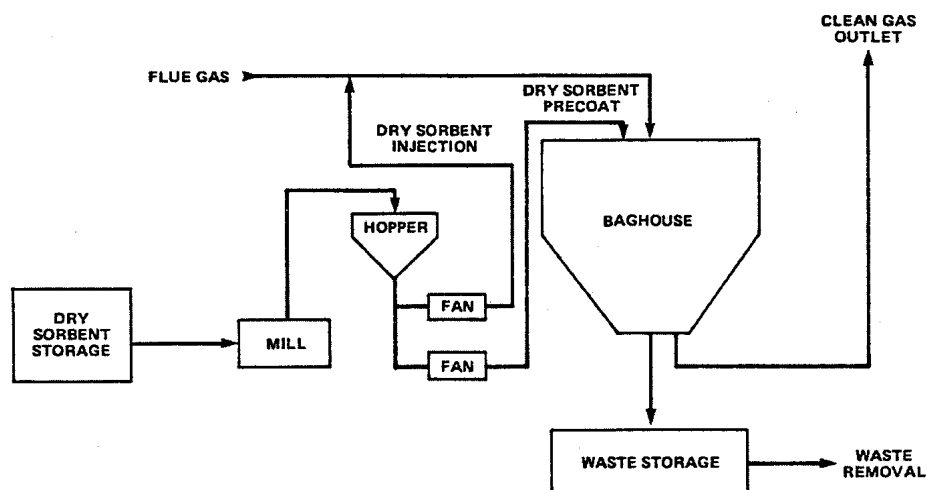 CLEAN GAS
OUTLET
FLUE GAS
DRY SORBENT
PRECOAT
DRY SORBENT
INJECTION
HOPPER
BAGHOUSE
DRY
SORBENT
STORAGE
MILL
FAN
FAN
WASTE STORAGE
WASTE
REMOVAL